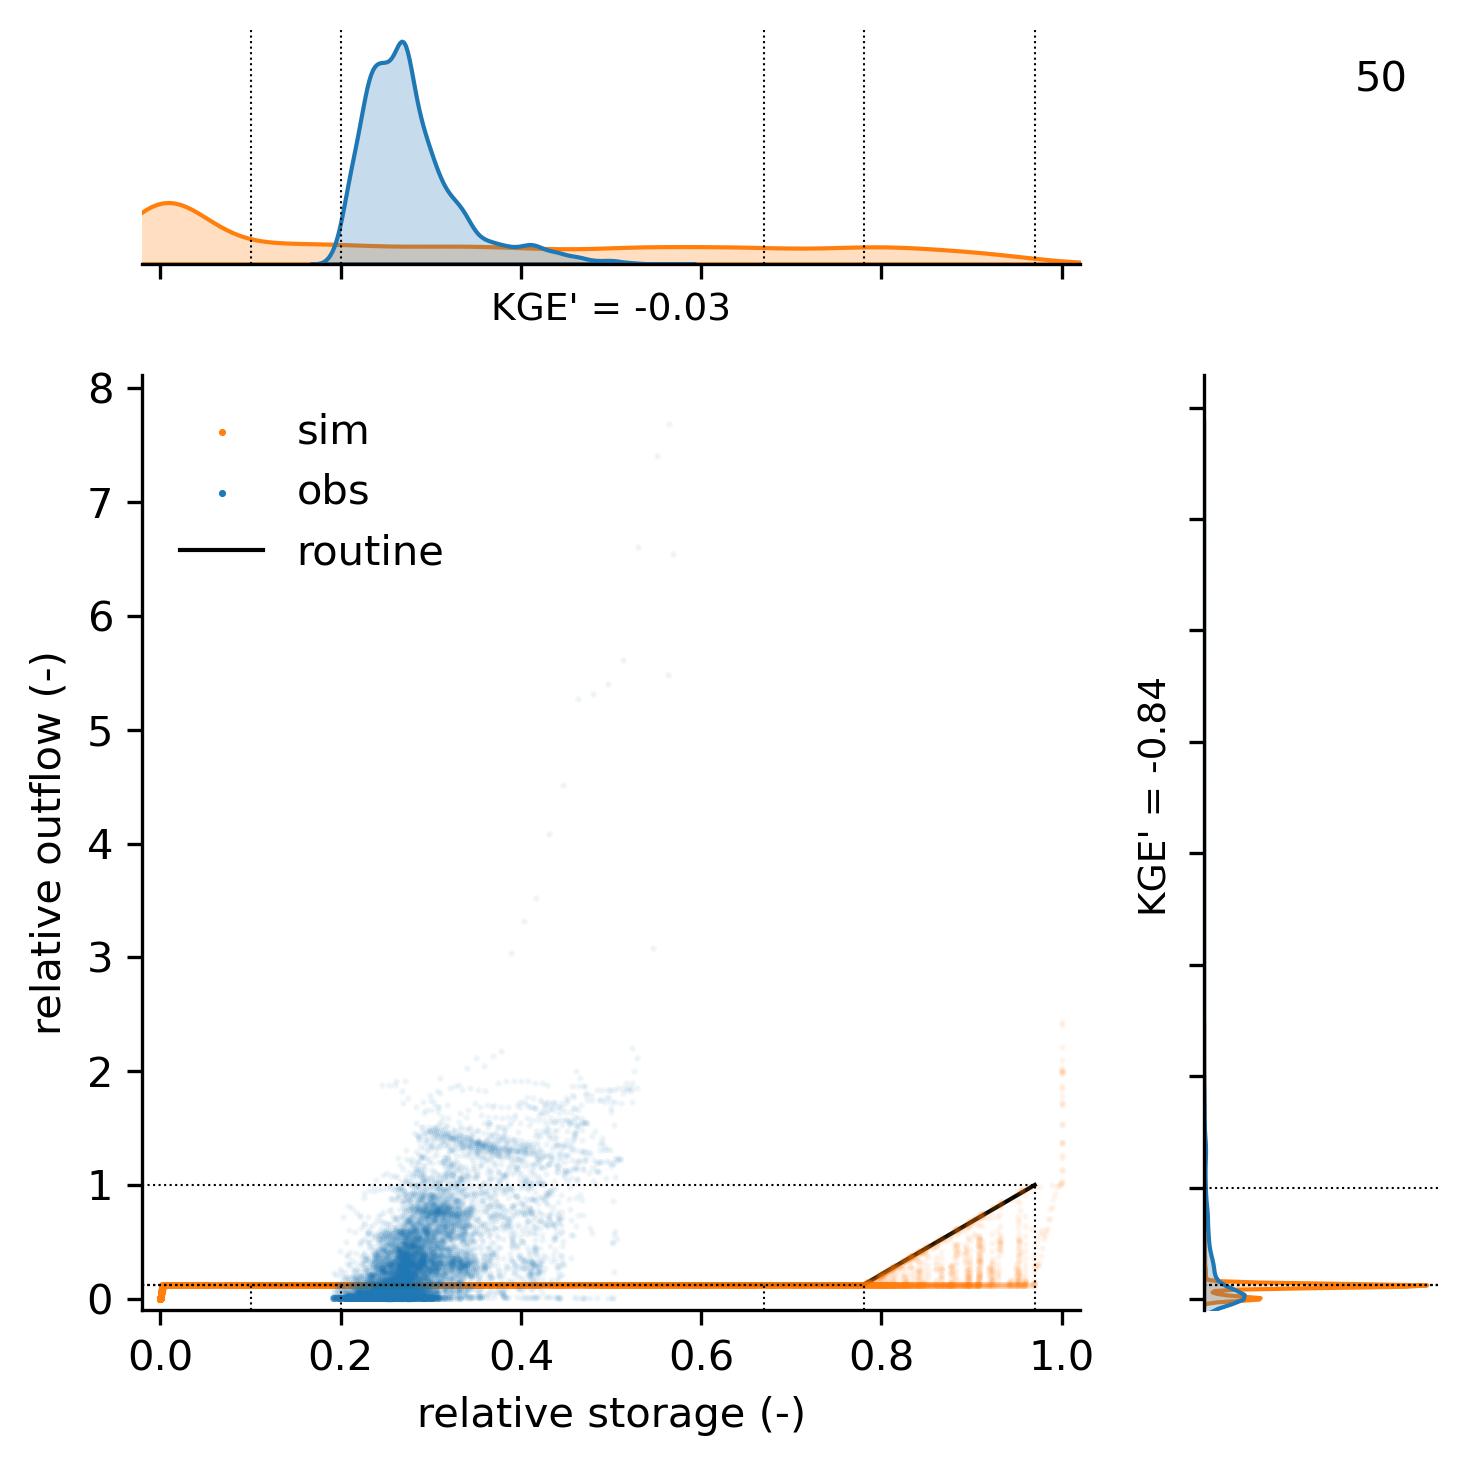 50
KGE' = -0.03
8
7
6
5
4
3
2
1
0
sim
obs
routine
relative outflow (-)
KGE' = -0.84
0.0 0.2 0.4 0.6 0.8 1.0
relative storage (-)